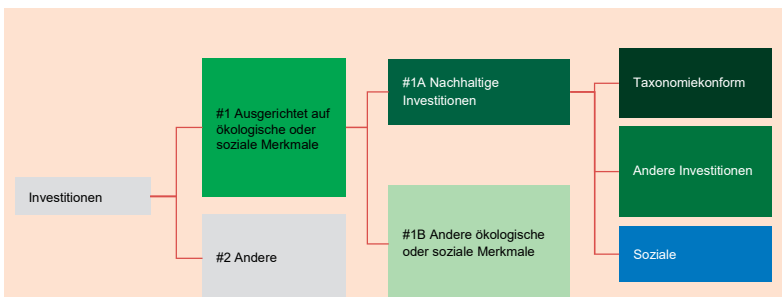 Investitionen
#1 Ausgerichtet auf
ökologische oder
soziale Merkmale
#2 Andere
#1A Nachhaltige
Investitionen
#1B Andere ökologische
oder soziale Merkmale
Taxonomiekonform
Andere Investitionen
Soziale